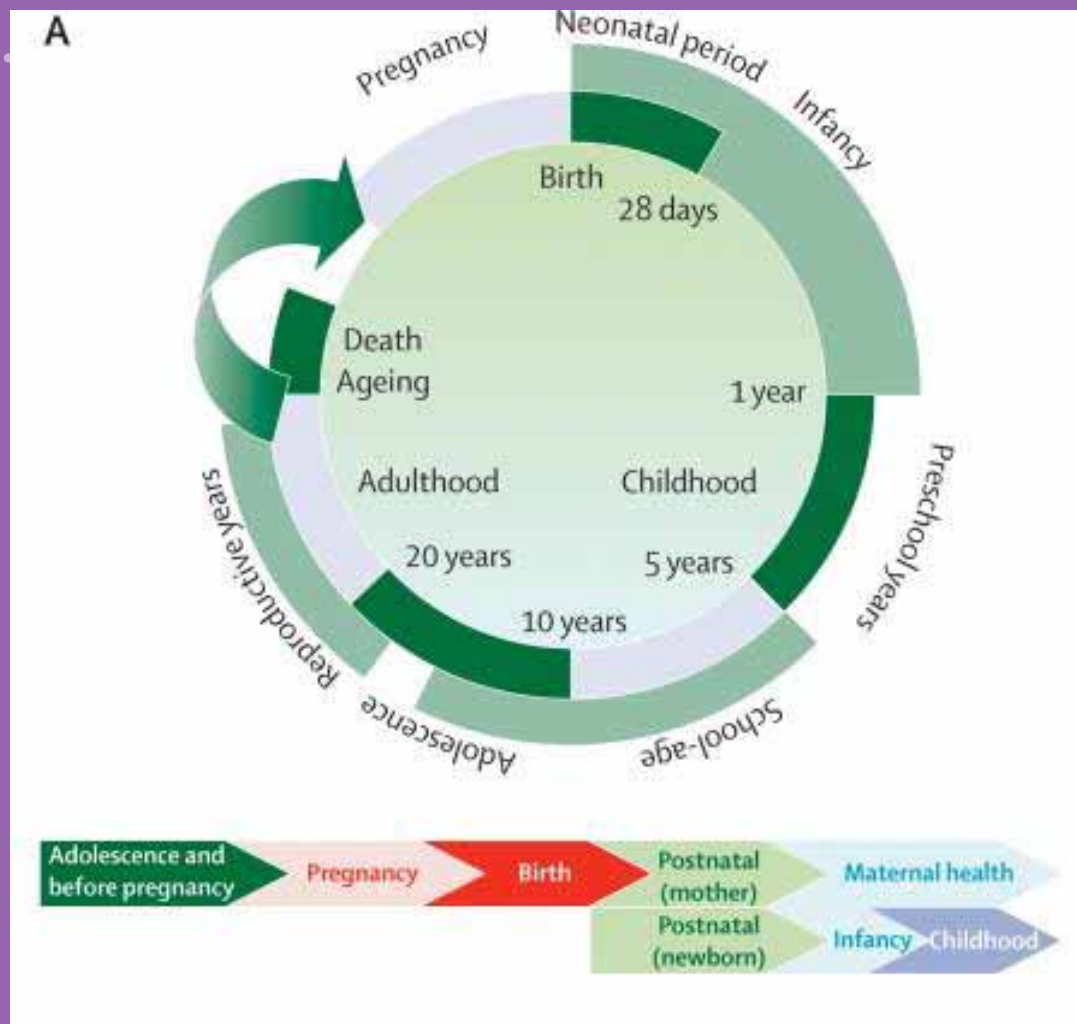 A
Pregnancy
Neonatal period
Infancy
Birth
28 days
Death
Ageing
1 year
Adulthood
Childhood
Preschool years
Reproductive years
20 years
5 years
10 years
Adolescence
School-age
Adolescence and
before pregnancy
Pregnancy
Birth
Postnatal
(mother)
Maternal health
Postnatal
(newborn)
Infancy
Childhood